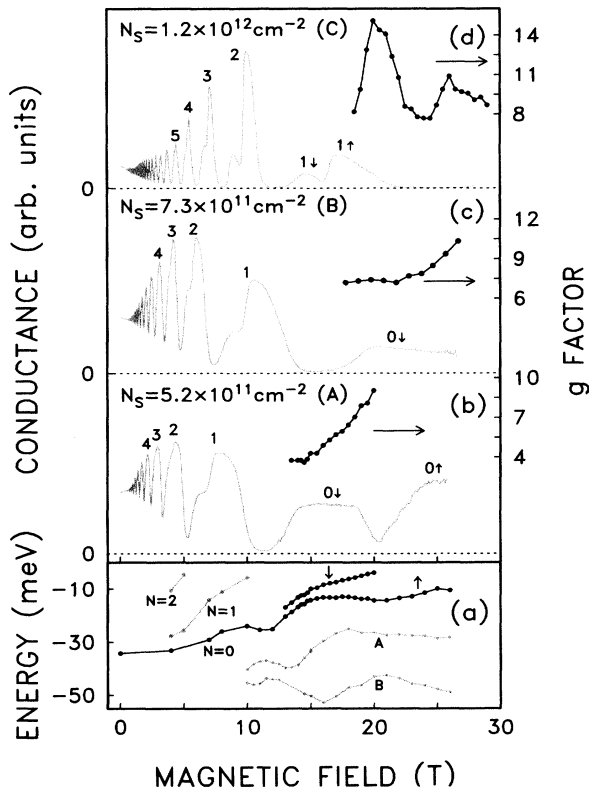 N_S=1.2×10^12cm^-2 (C)
(d)
14
11
8
5
4
3
2
1↓
1↑
0
N_S=7.3×10^11cm^-2 (B)
(c)
12
9
6
4
3
2
1
0↓
0
N_S=5.2×10^11cm^-2 (A)
(b)
10
7
4
4
3
2
1
0↓
0↑
0
CONDUCTANCE (arb. units)
g FACTOR
ENERGY (meV)
-10
-30
-50
N=2
N=1
N=0
↓
↑
(a)
A
B
0
10
20
30
MAGNETIC FIELD (T)